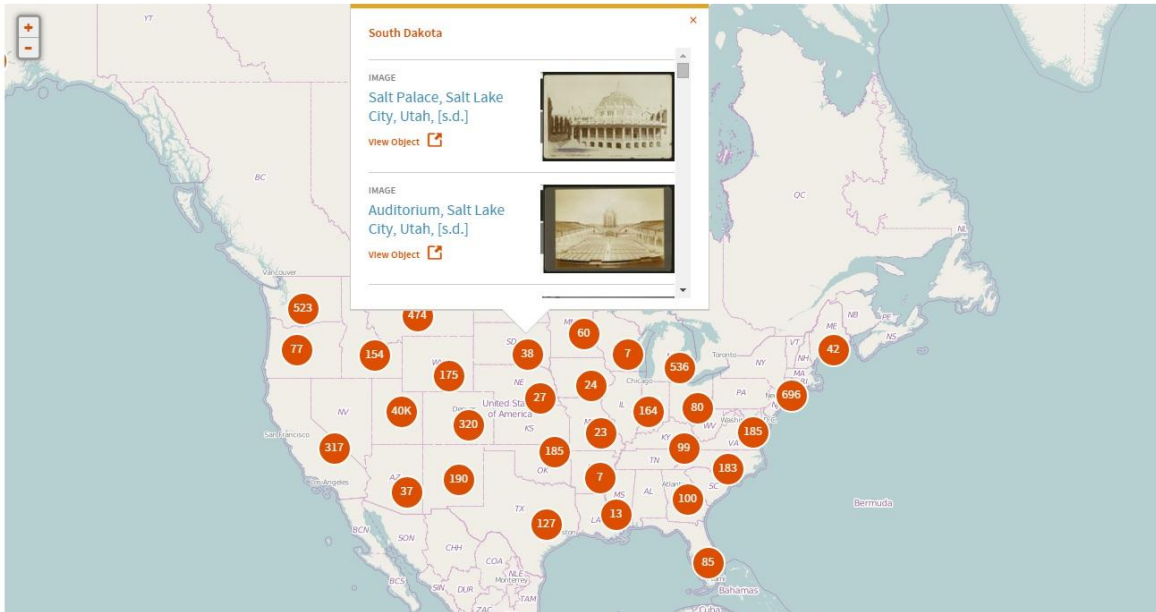 YT
+
-
South Dakota
×
IMAGE
Salt Palace, Salt Lake
City, Utah, [s.d.]
View Object
IMAGE
Auditorium, Salt Lake
City, Utah, [s.d.]
View Object
BC
QC
NL
Vancouver
523
474
60
ME
NB
PE
NS
77
154
SD
38
7
536
Toronto
VT
NH
42
NY
MA
175
NE
27
24
Chicago
PA
696
NV
40K
320
United States
of America
KS
IL
164
80
WV
San Francisco
317
185
23
KY
99
VA
185
Los Angeles
AZ
37
190
OK
7
TN
183
MS
AL
Atlanta
100
SC
Bermuda
TX
127
LA
13
BCN
SON
CHH
85
BCS
COA
NLE
Monterrey
Bahamas
SIN
DUR
TAM
ZAC
Cuba